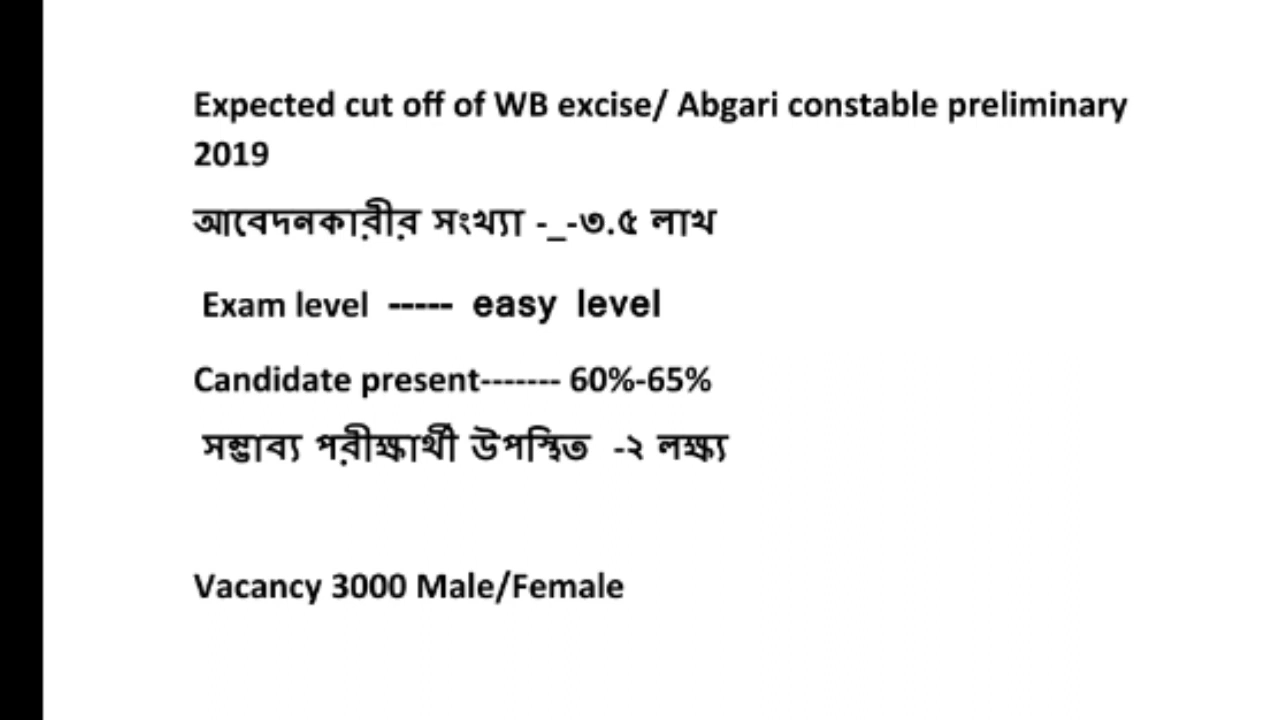 Expected cut off of WB excise/ Abgari constable preliminary
2019
আবেদনকারীর সংখ্যা -_-৩.৫ লাখ
Exam level ----- easy level
Candidate present------- 60%-65%
সম্ভাব্য পরীক্ষার্থী উপস্থিত -২ লক্ষ্য
Vacancy 3000 Male/Female